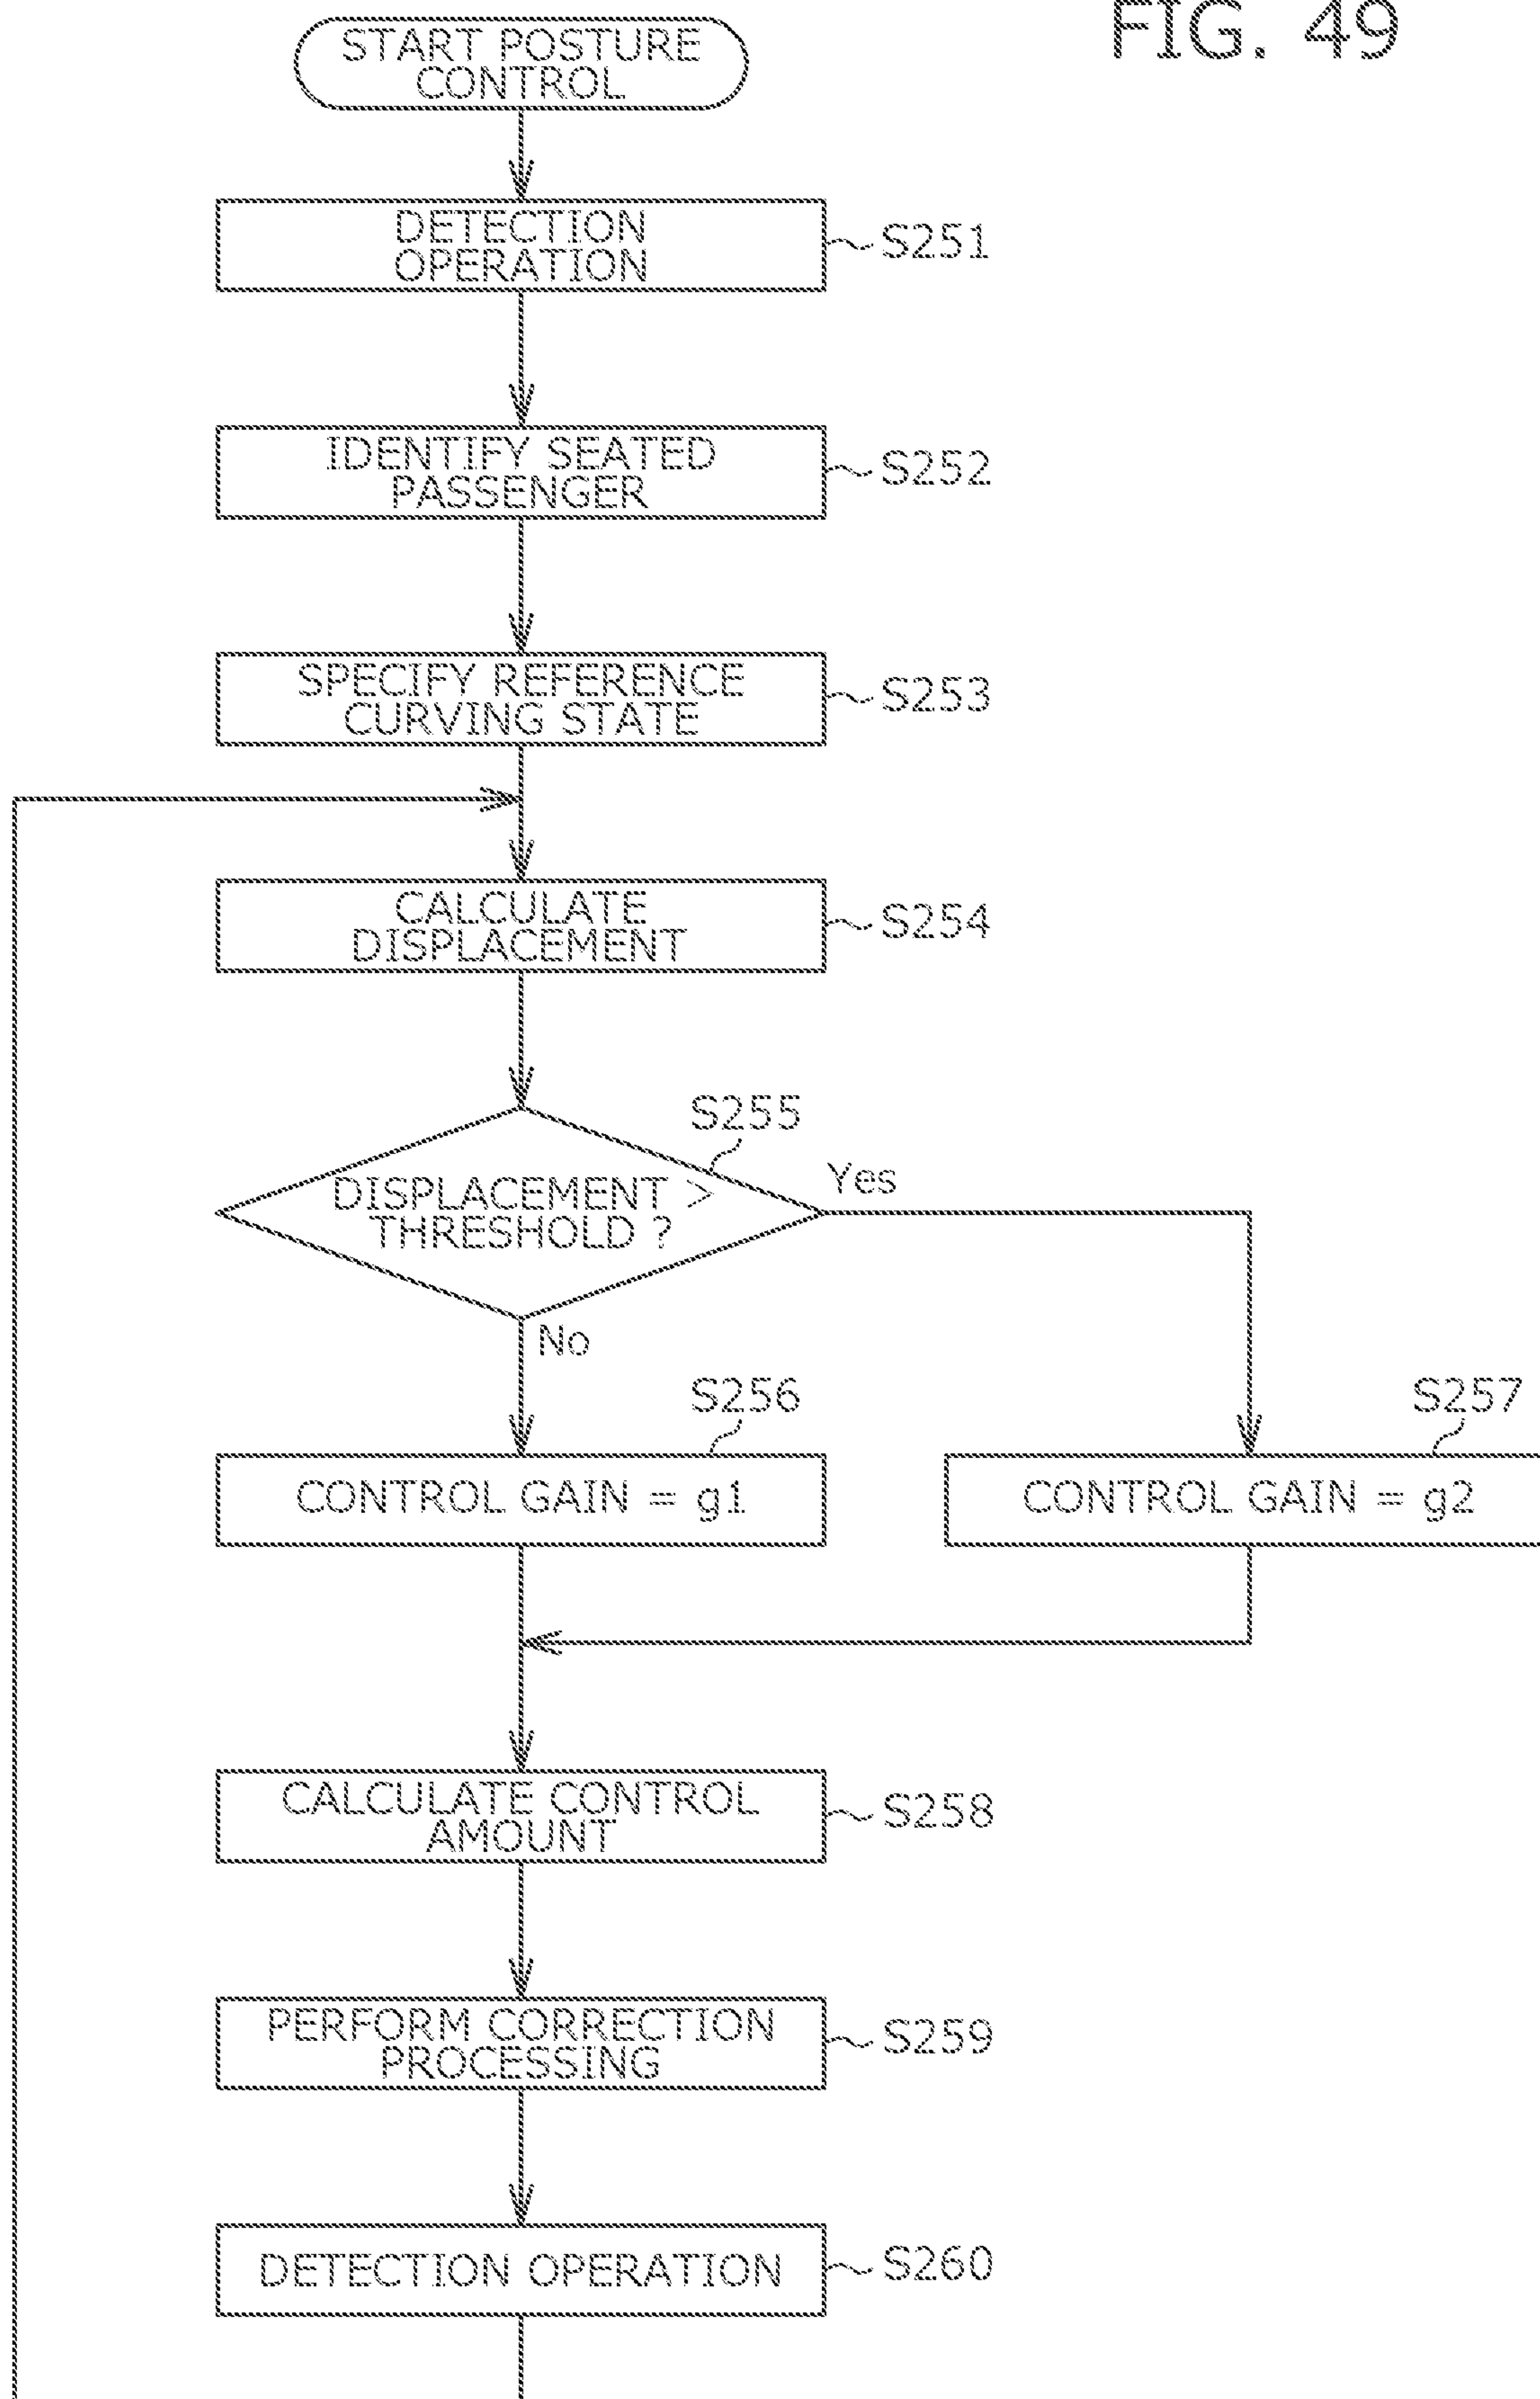 FIG. 49
START POSTURE
CONTROL
DETECTION
OPERATION
S251
IDENTIFY SEATED
PASSENGER
S252
SPECIFY REFERENCE
CURVING STATE
S253
CALCULATE
DISPLACEMENT
S254
S255
DISPLACEMENT >
THRESHOLD ?
Yes
No
S256
CONTROL GAIN = g1
S257
CONTROL GAIN = g2
CALCULATE CONTROL
AMOUNT
S258
PERFORM CORRECTION
PROCESSING
S259
DETECTION OPERATION
S260